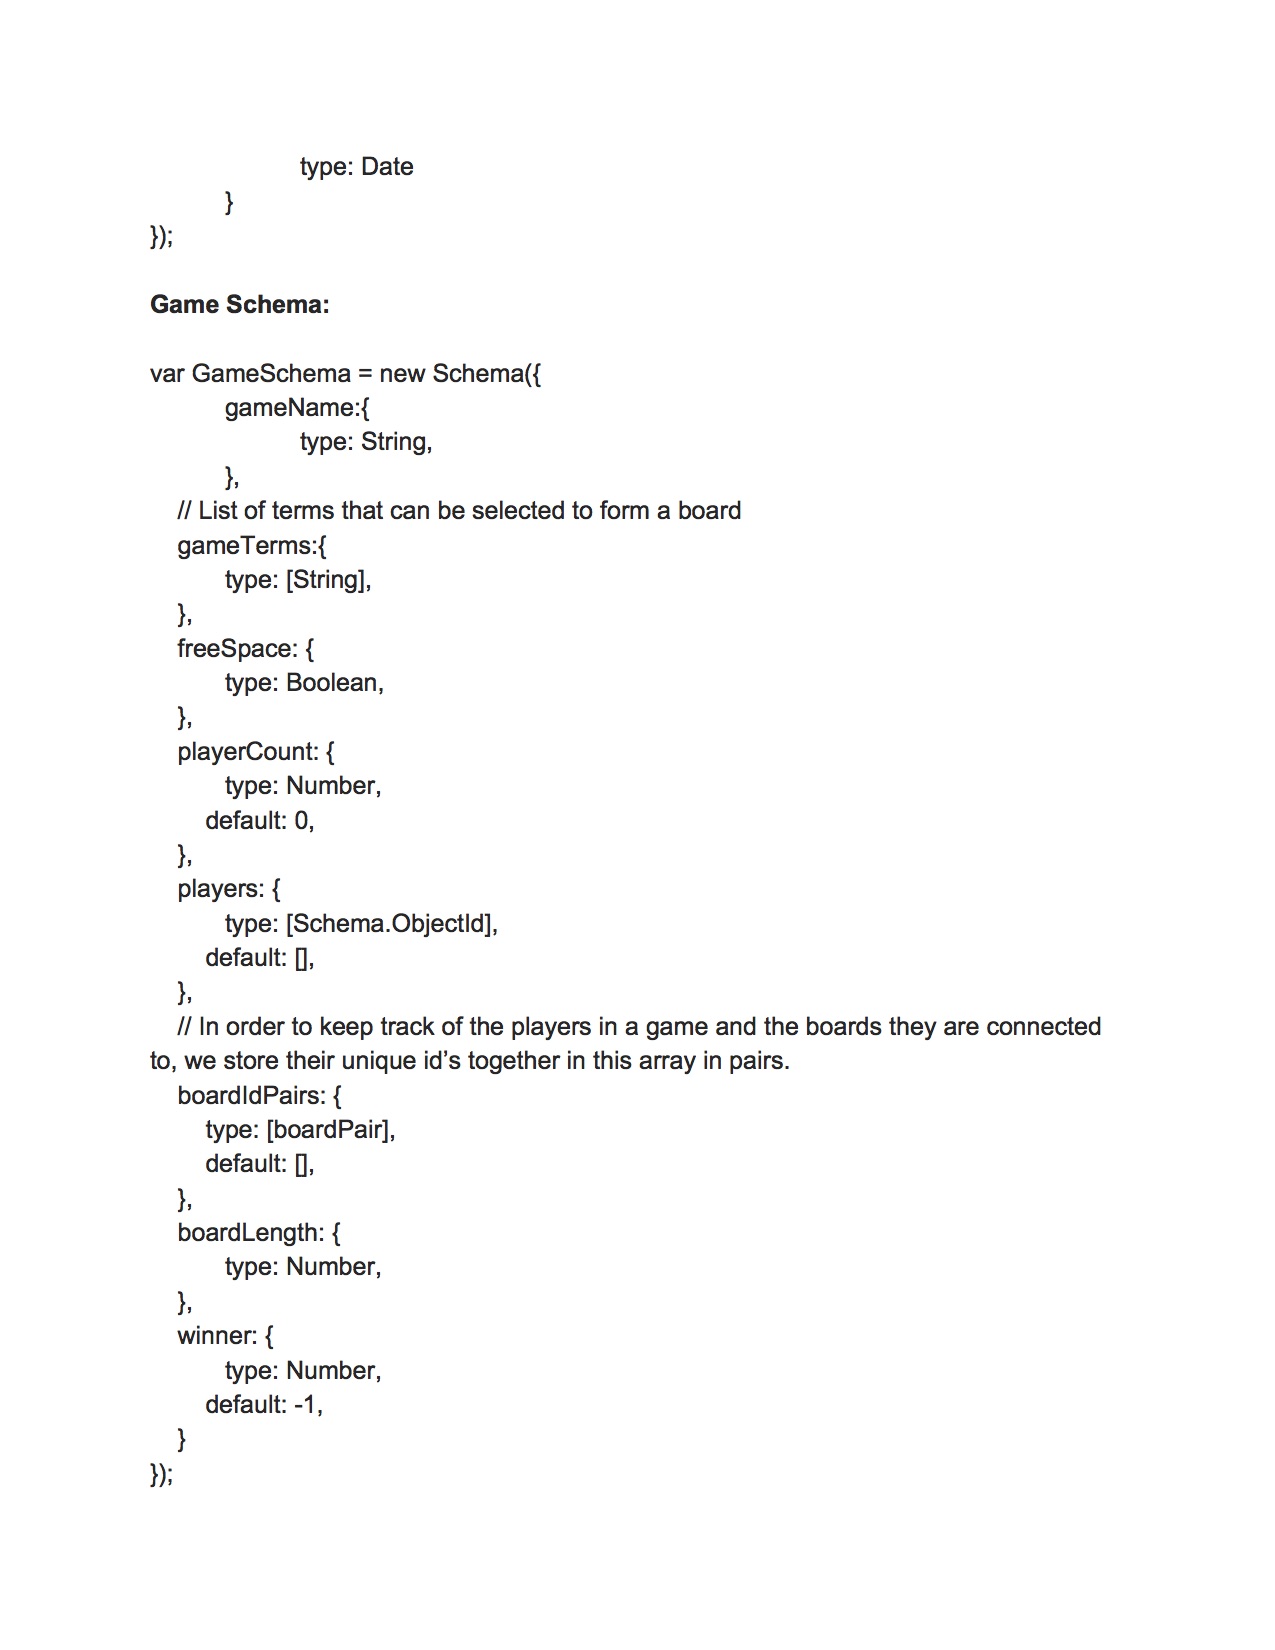 type: Date
}
});
Game Schema:
var GameSchema = new Schema({
gameName:{
type: String,
},
// List of terms that can be selected to form a board
gameTerms:{
type: [String],
},
freeSpace: {
type: Boolean,
},
playerCount: {
type: Number,
default: 0,
},
players: {
type: [Schema.ObjectId],
default: [],
},
// In order to keep track of the players in a game and the boards they are connected
to, we store their unique id’s together in this array in pairs.
boardIdPairs: {
type: [boardPair],
default: [],
},
boardLength: {
type: Number,
},
winner: {
type: Number,
default: -1,
}
});